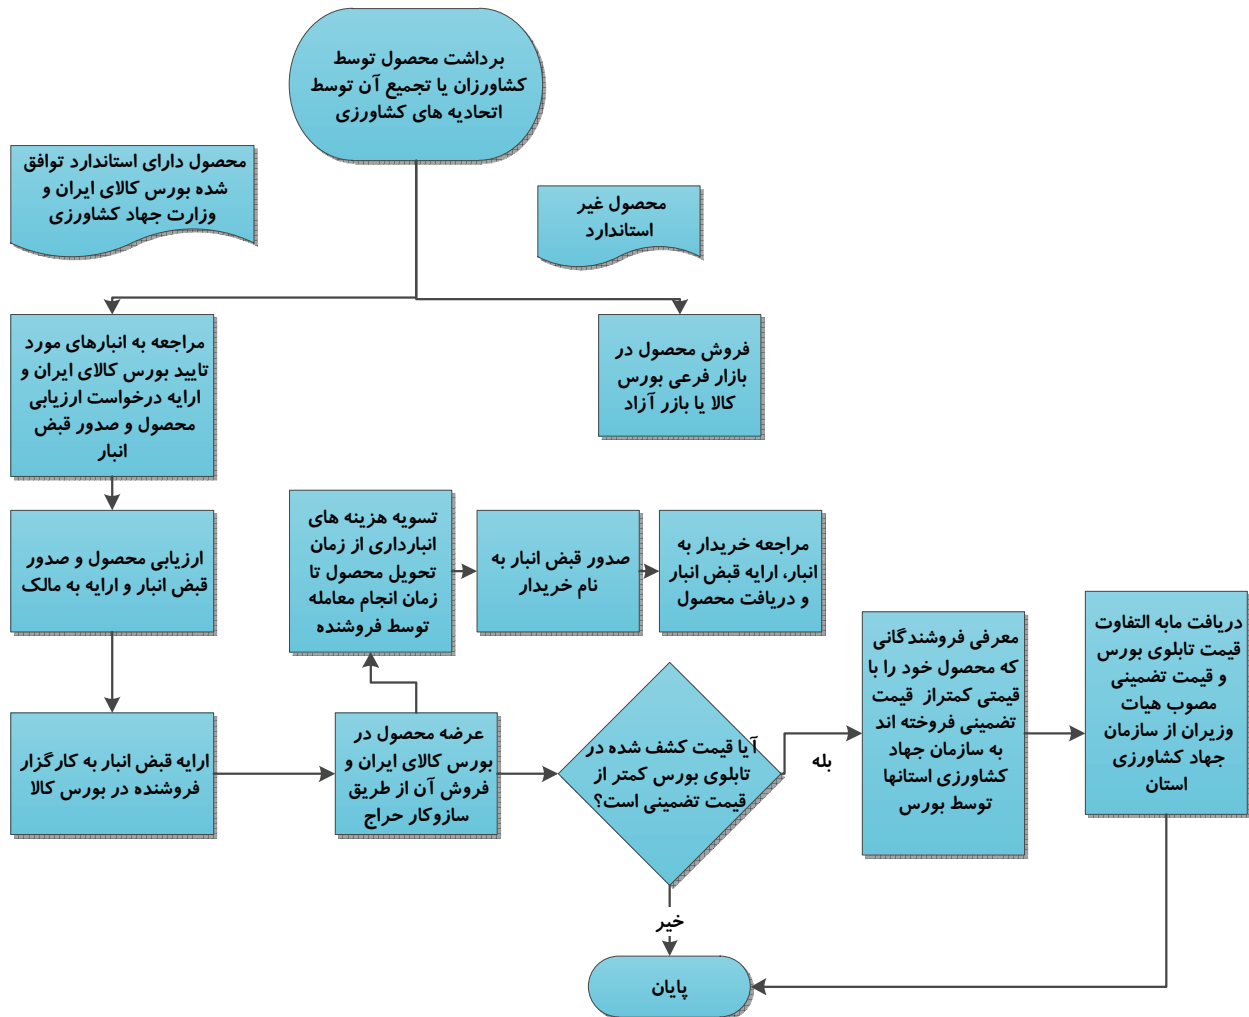 برداشت محصول توسط
کشاورزان یا تجمیع آن توسط
اتحادیه های کشاورزی
محصول دارای استاندارد توافق
شده بورس کالای ایران و
وزارت جهاد کشاورزی
محصول غیر
استاندارد
مراجعه به انبارهای مورد
تایید بورس کالای ایران و
ارایه درخواست ارزیابی
محصول و صدور قبض
انبار
فروش محصول در
بازار فرعی بورس
کالا یا بازر آزاد
ارزیابی محصول و صدور
قبض انبار و ارایه به مالک
تسویه هزینه های
انبارداری از زمان
تحویل محصول تا
زمان انجام معامله
توسط فروشنده
صدور قبض انبار به
نام خریدار
مراجعه خریدار به
انبار، ارایه قبض انبار
و دریافت محصول
ارایه قبض انبار به کارگزار
فروشنده در بورس کالا
عرضه محصول در
بورس کالای ایران و
فروش آن از طریق
سازوکار حراج
آیا قیمت کشف شده در
تابلوی بورس کمتر از
قیمت تضمینی است؟
بله
معرفی فروشندگانی
که محصول خود را با
قیمتی کمتراز قیمت
تضمینی فروخته اند
به سازمان جهاد
کشاورزی استانها
توسط بورس
دریافت مابه التفاوت
قیمت تابلوی بورس
و قیمت تضمینی
مصوب هیات
وزیران از سازمان
جهاد کشاورزی
استان
خیر
پایان